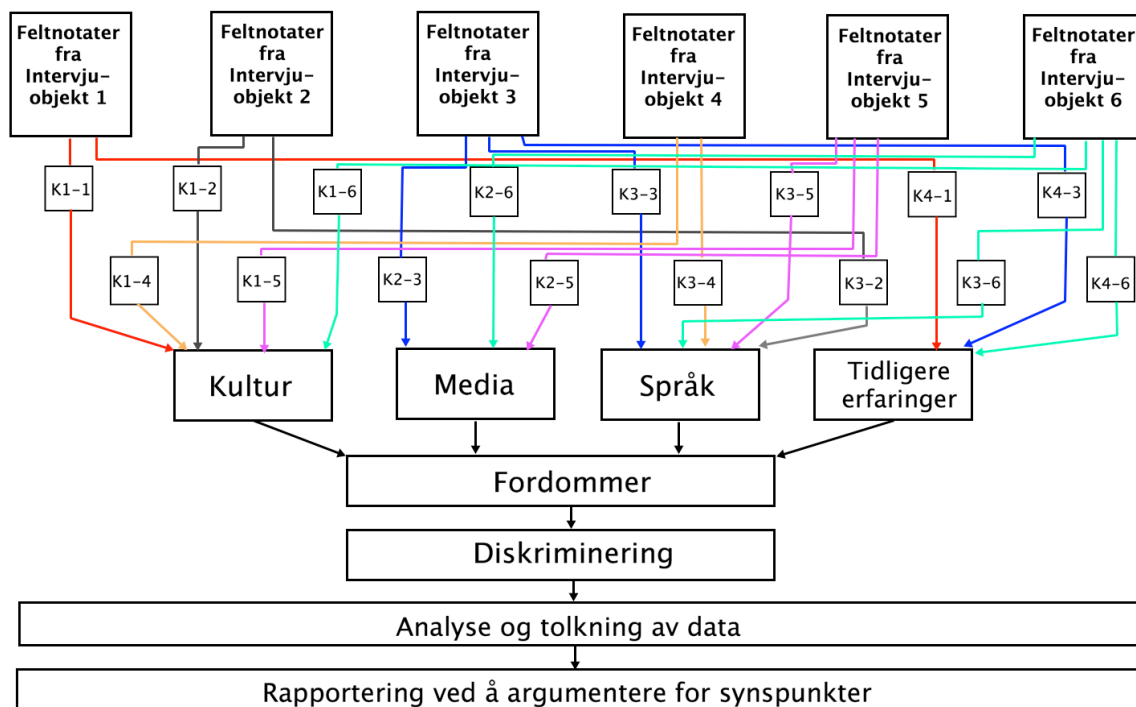 Feltnotater
fra
Intervju-
objekt 1
Feltnotater
fra
Intervju-
objekt 2
Feltnotater
fra
Intervju-
objekt 3
Feltnotater
fra
Intervju-
objekt 4
Feltnotater
fra
Intervju-
objekt 5
Feltnotater
fra
Intervju-
objekt 6
K1-1
K1-2
K1-6
K2-6
K3-3
K3-5
K4-1
K4-3
K1-4
K1-5
K2-3
K2-5
K3-4
K3-2
K3-6
K4-6
Kultur
Media
Språk
Tidligere
erfaringer
Fordommer
Diskriminering
Analyse og tolkning av data
Rapportering ved å argumentere for synspunkter